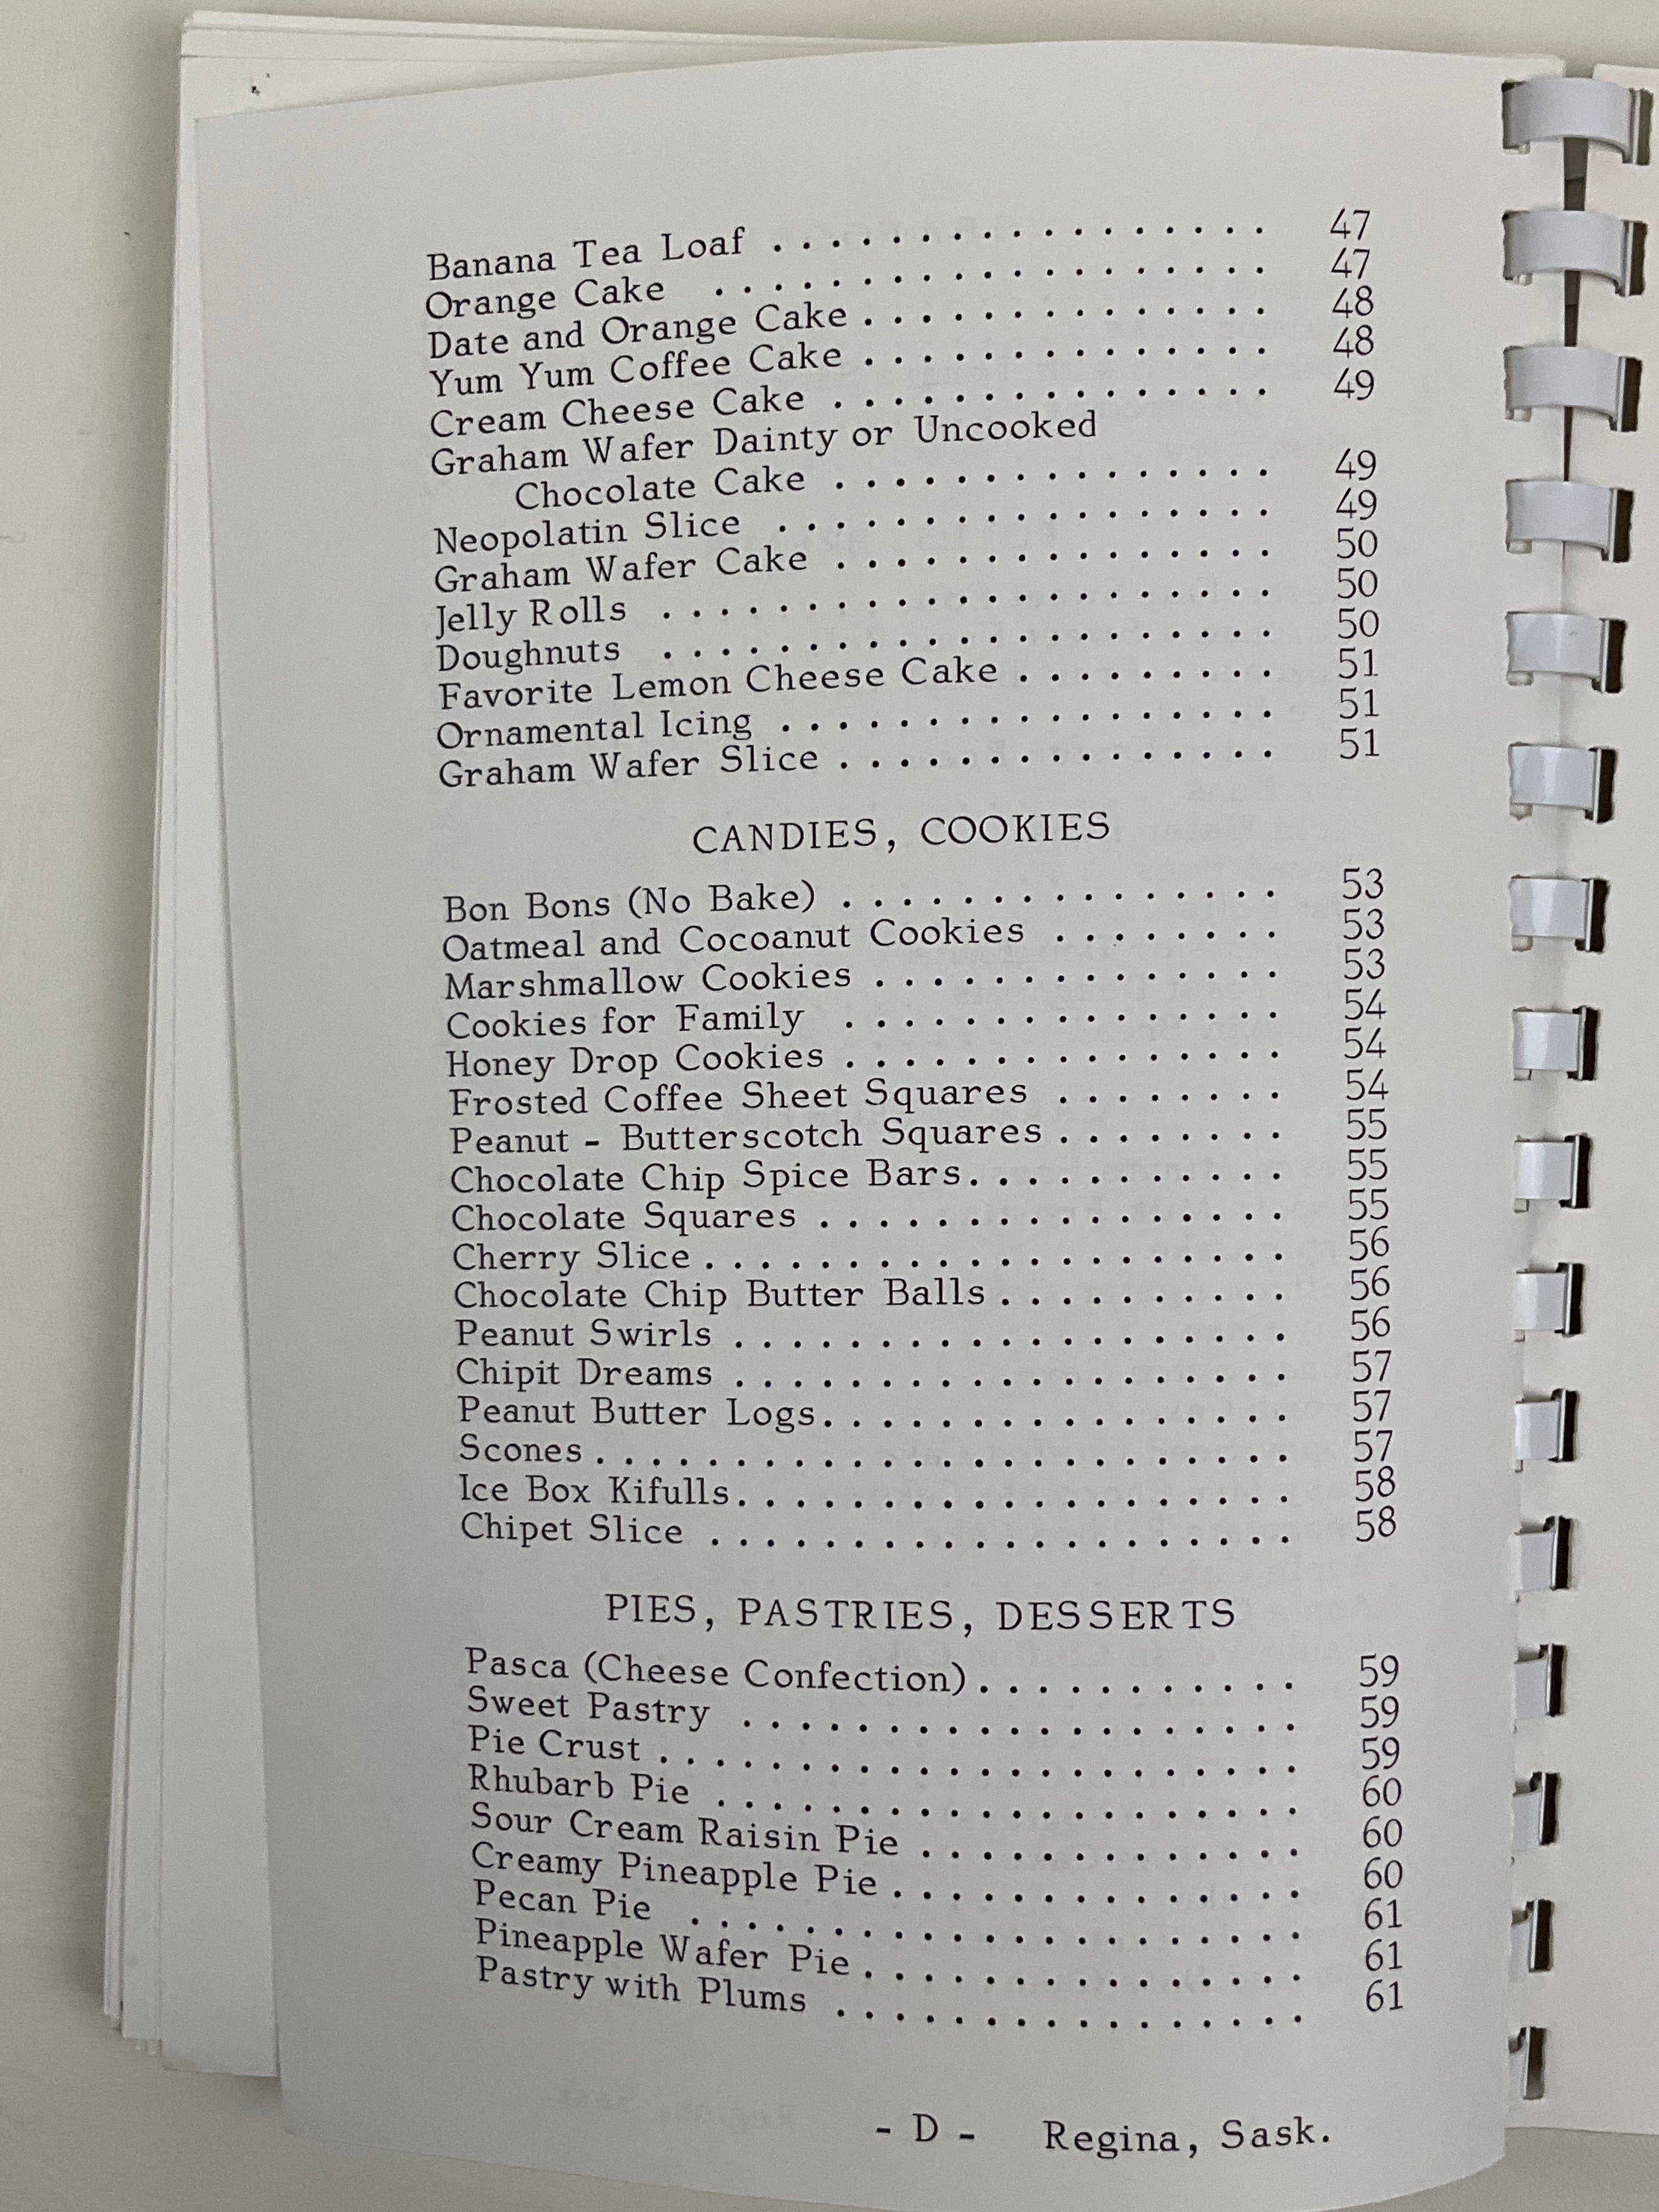 Banana Tea Loaf . . . . . . . . . . . . . . . . . 47
Orange Cake . . . . . . . . . . . . . . . . . . . 47
Date and Orange Cake . . . . . . . . . . . . . . 48
Yum Yum Coffee Cake . . . . . . . . . . . . . . 48
Cream Cheese Cake . . . . . . . . . . . . . . . 49
Graham Wafer Dainty or Uncooked
Chocolate Cake . . . . . . . . . . . . . . . 49
Neopolatin Slice . . . . . . . . . . . . . . . . . 49
Graham Wafer Cake . . . . . . . . . . . . . . . 50
Jelly Rolls . . . . . . . . . . . . . . . . . . . . . 50
Doughnuts . . . . . . . . . . . . . . . . . . . . . 50
Favorite Lemon Cheese Cake . . . . . . . . . 51
Ornamental Icing . . . . . . . . . . . . . . . . . 51
Graham Wafer Slice . . . . . . . . . . . . . . . 51
CANDIES, COOKIES
Bon Bons (No Bake) . . . . . . . . . . . . . . . 53
Oatmeal and Cocoanut Cookies . . . . . . . . 53
Marshmallow Cookies . . . . . . . . . . . . . . 53
Cookies for Family . . . . . . . . . . . . . . . 54
Honey Drop Cookies . . . . . . . . . . . . . . . 54
Frosted Coffee Sheet Squares . . . . . . . . 54
Peanut - Butterscotch Squares . . . . . . . . 55
Chocolate Chip Spice Bars. . . . . . . . . . . 55
Chocolate Squares . . . . . . . . . . . . . . . . 55
Cherry Slice . . . . . . . . . . . . . . . . . . . . 56
Chocolate Chip Butter Balls . . . . . . . . . . 56
Peanut Swirls . . . . . . . . . . . . . . . . . . . 56
Chipit Dreams . . . . . . . . . . . . . . . . . . . 57
Peanut Butter Logs. . . . . . . . . . . . . . . . 57
Scones . . . . . . . . . . . . . . . . . . . . . . . . 57
Ice Box Kifulls. . . . . . . . . . . . . . . . . . . 58
Chipet Slice . . . . . . . . . . . . . . . . . . . . 58
PIES, PASTRIES, DESSERTS
Pasca (Cheese Confection) . . . . . . . . . . . 59
Sweet Pastry . . . . . . . . . . . . . . . . . . . 59
Pie Crust . . . . . . . . . . . . . . . . . . . . . . 59
Rhubarb Pie . . . . . . . . . . . . . . . . . . . . 60
Sour Cream Raisin Pie . . . . . . . . . . . . . 60
Creamy Pineapple Pie . . . . . . . . . . . . . . 60
Pecan Pie . . . . . . . . . . . . . . . . . . . . . 61
Pineapple Wafer Pie . . . . . . . . . . . . . . . 61
Pastry with Plums . . . . . . . . . . . . . . . . 61
- D - Regina, Sask.